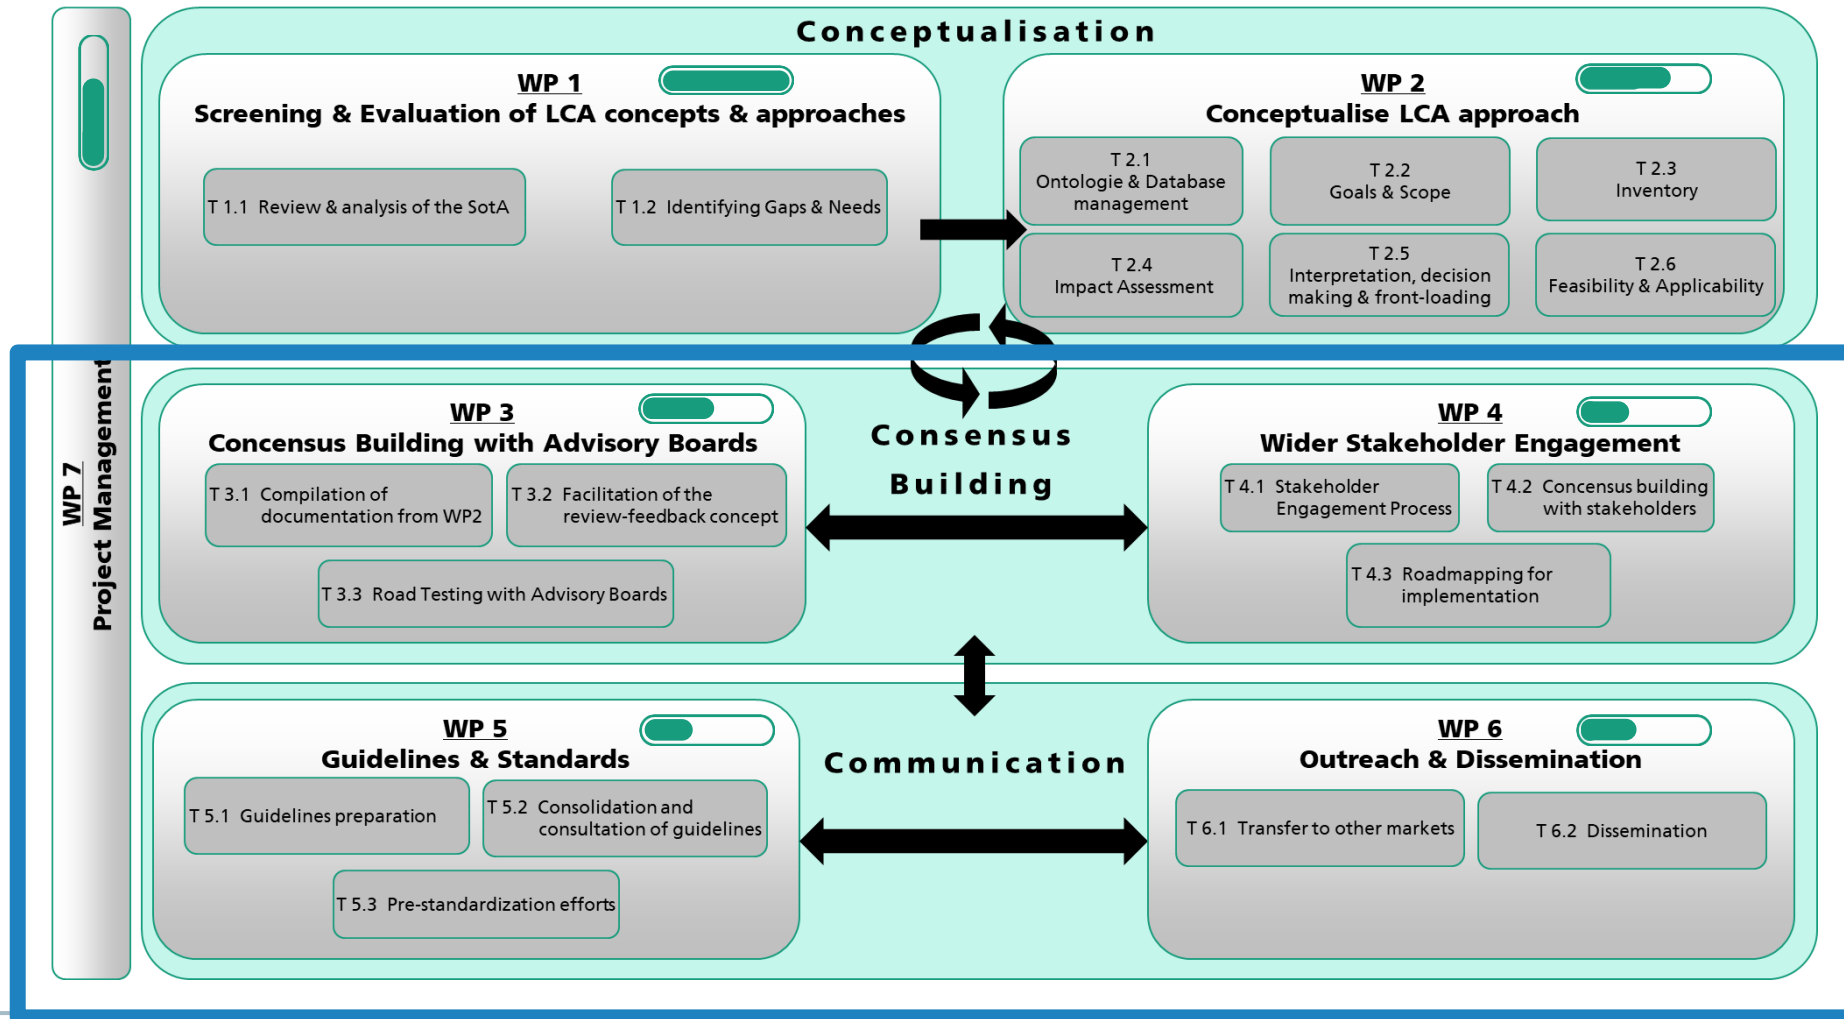 Conceptualisation
WP 1
Screening & Evaluation of LCA concepts & approaches
T 1.1 Review & analysis of the SotA
T 1.2 Identifying Gaps & Needs
WP 2
Conceptualise LCA approach
T 2.1
Ontologie & Database
management
T 2.2
Goals & Scope
T 2.3
Inventory
T 2.4
Impact Assessment
T 2.5
Interpretation, decision
making & front-loading
T 2.6
Feasibility & Applicability
WP 7
Project Management
WP 3
Concensus Building with Advisory Boards
T 3.1 Compilation of
documentation from WP2
T 3.2 Facilitation of the
review-feedback concept
T 3.3 Road Testing with Advisory Boards
Consensus
Building
WP 4
Wider Stakeholder Engagement
T 4.1 Stakeholder
Engagement Process
T 4.2 Concensus building
with stakeholders
T 4.3 Roadmapping for
implementation
WP 5
Guidelines & Standards
T 5.1 Guidelines preparation
T 5.2 Consolidation and
consultation of guidelines
T 5.3 Pre-standardization efforts
Communication
WP 6
Outreach & Dissemination
T 6.1 Transfer to other markets
T 6.2 Dissemination